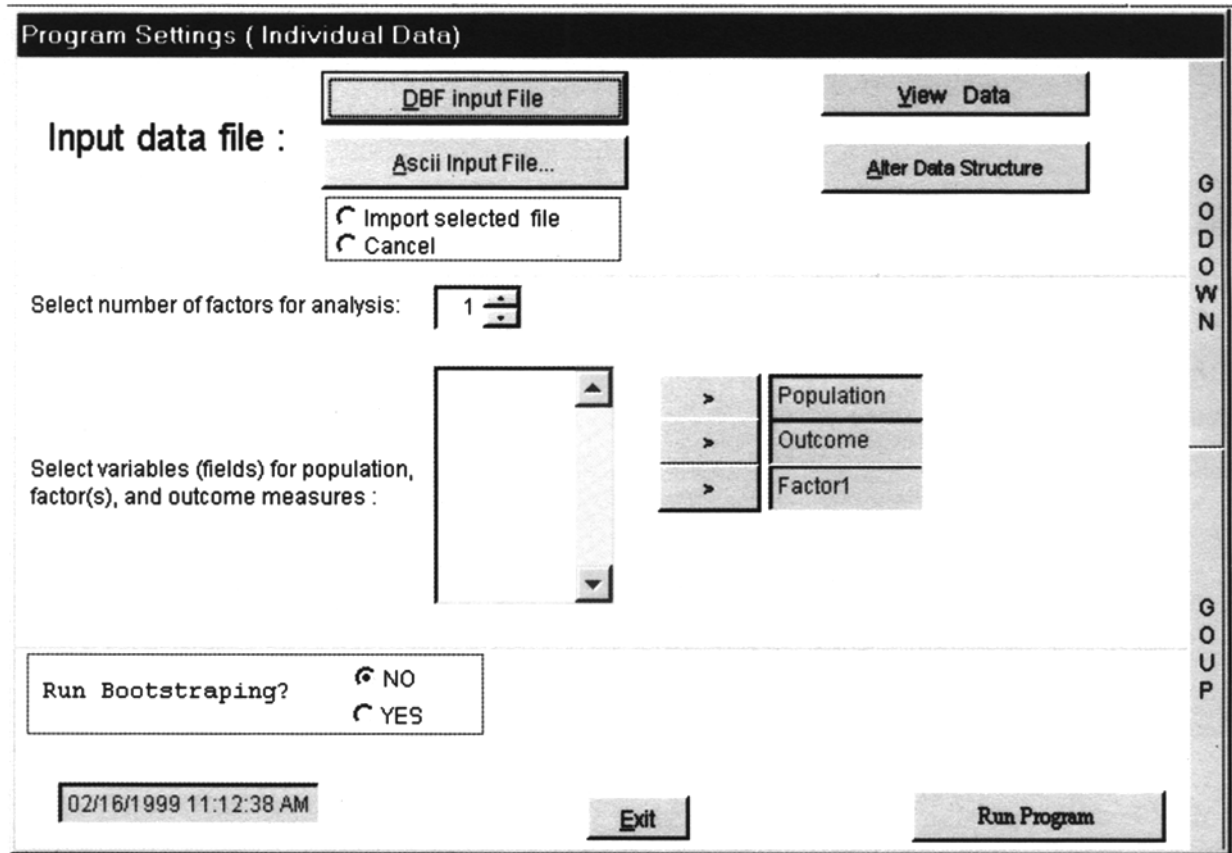 Program Settings ( Individual Data)
Input data file :
DBF input File
Ascii Input File...
Import selected file
Cancel
View Data
Alter Data Structure
Select number of factors for analysis:
1
Select variables (fields) for population,
factor(s), and outcome measures :
> Population
> Outcome
> Factor1
Run Bootstraping?
NO
YES
02/16/1999 11:12:38 AM
Exit
Run Program
GODOWN
GOUP